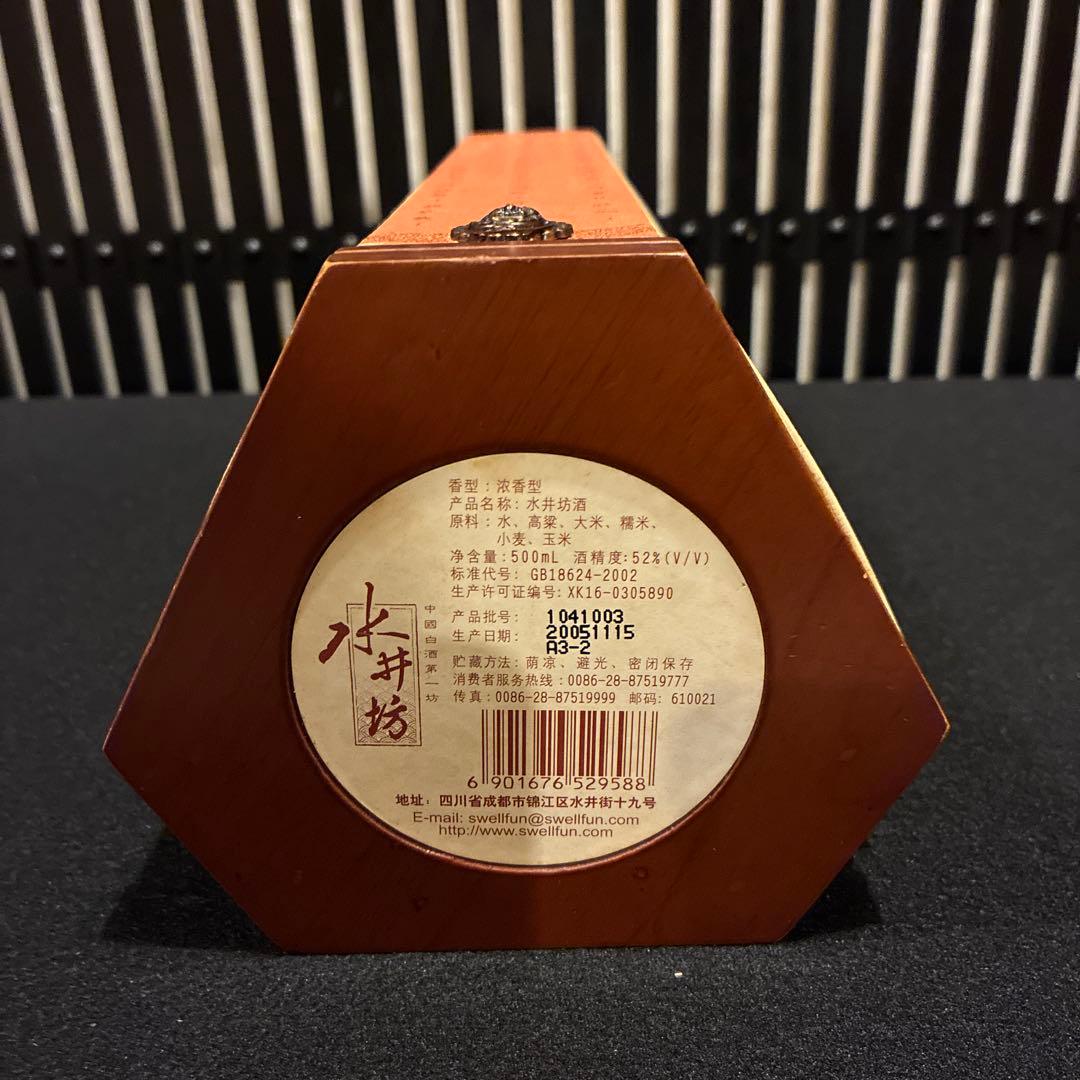 香型：浓香型
产品名称：水井坊酒
原料：水、高粱、大米、糯米、
小麦、玉米
净含量：500mL 酒精度：52%(V/V)
标准代号：GB18624-2002
生产许可证编号：XK16-0305890
产品批号：1041003
生产日期：20051115
A3-2
贮藏方法：荫凉、避光、密闭保存
消费者服务热线：0086-28-87519777
传真：0086-28-87519999 邮码：610021
水井坊
中國白酒第一坊
6 901676 529588
地址：四川省成都市锦江区水井街十九号
E-mail: swellfun@swellfun.com
http://www.swellfun.com